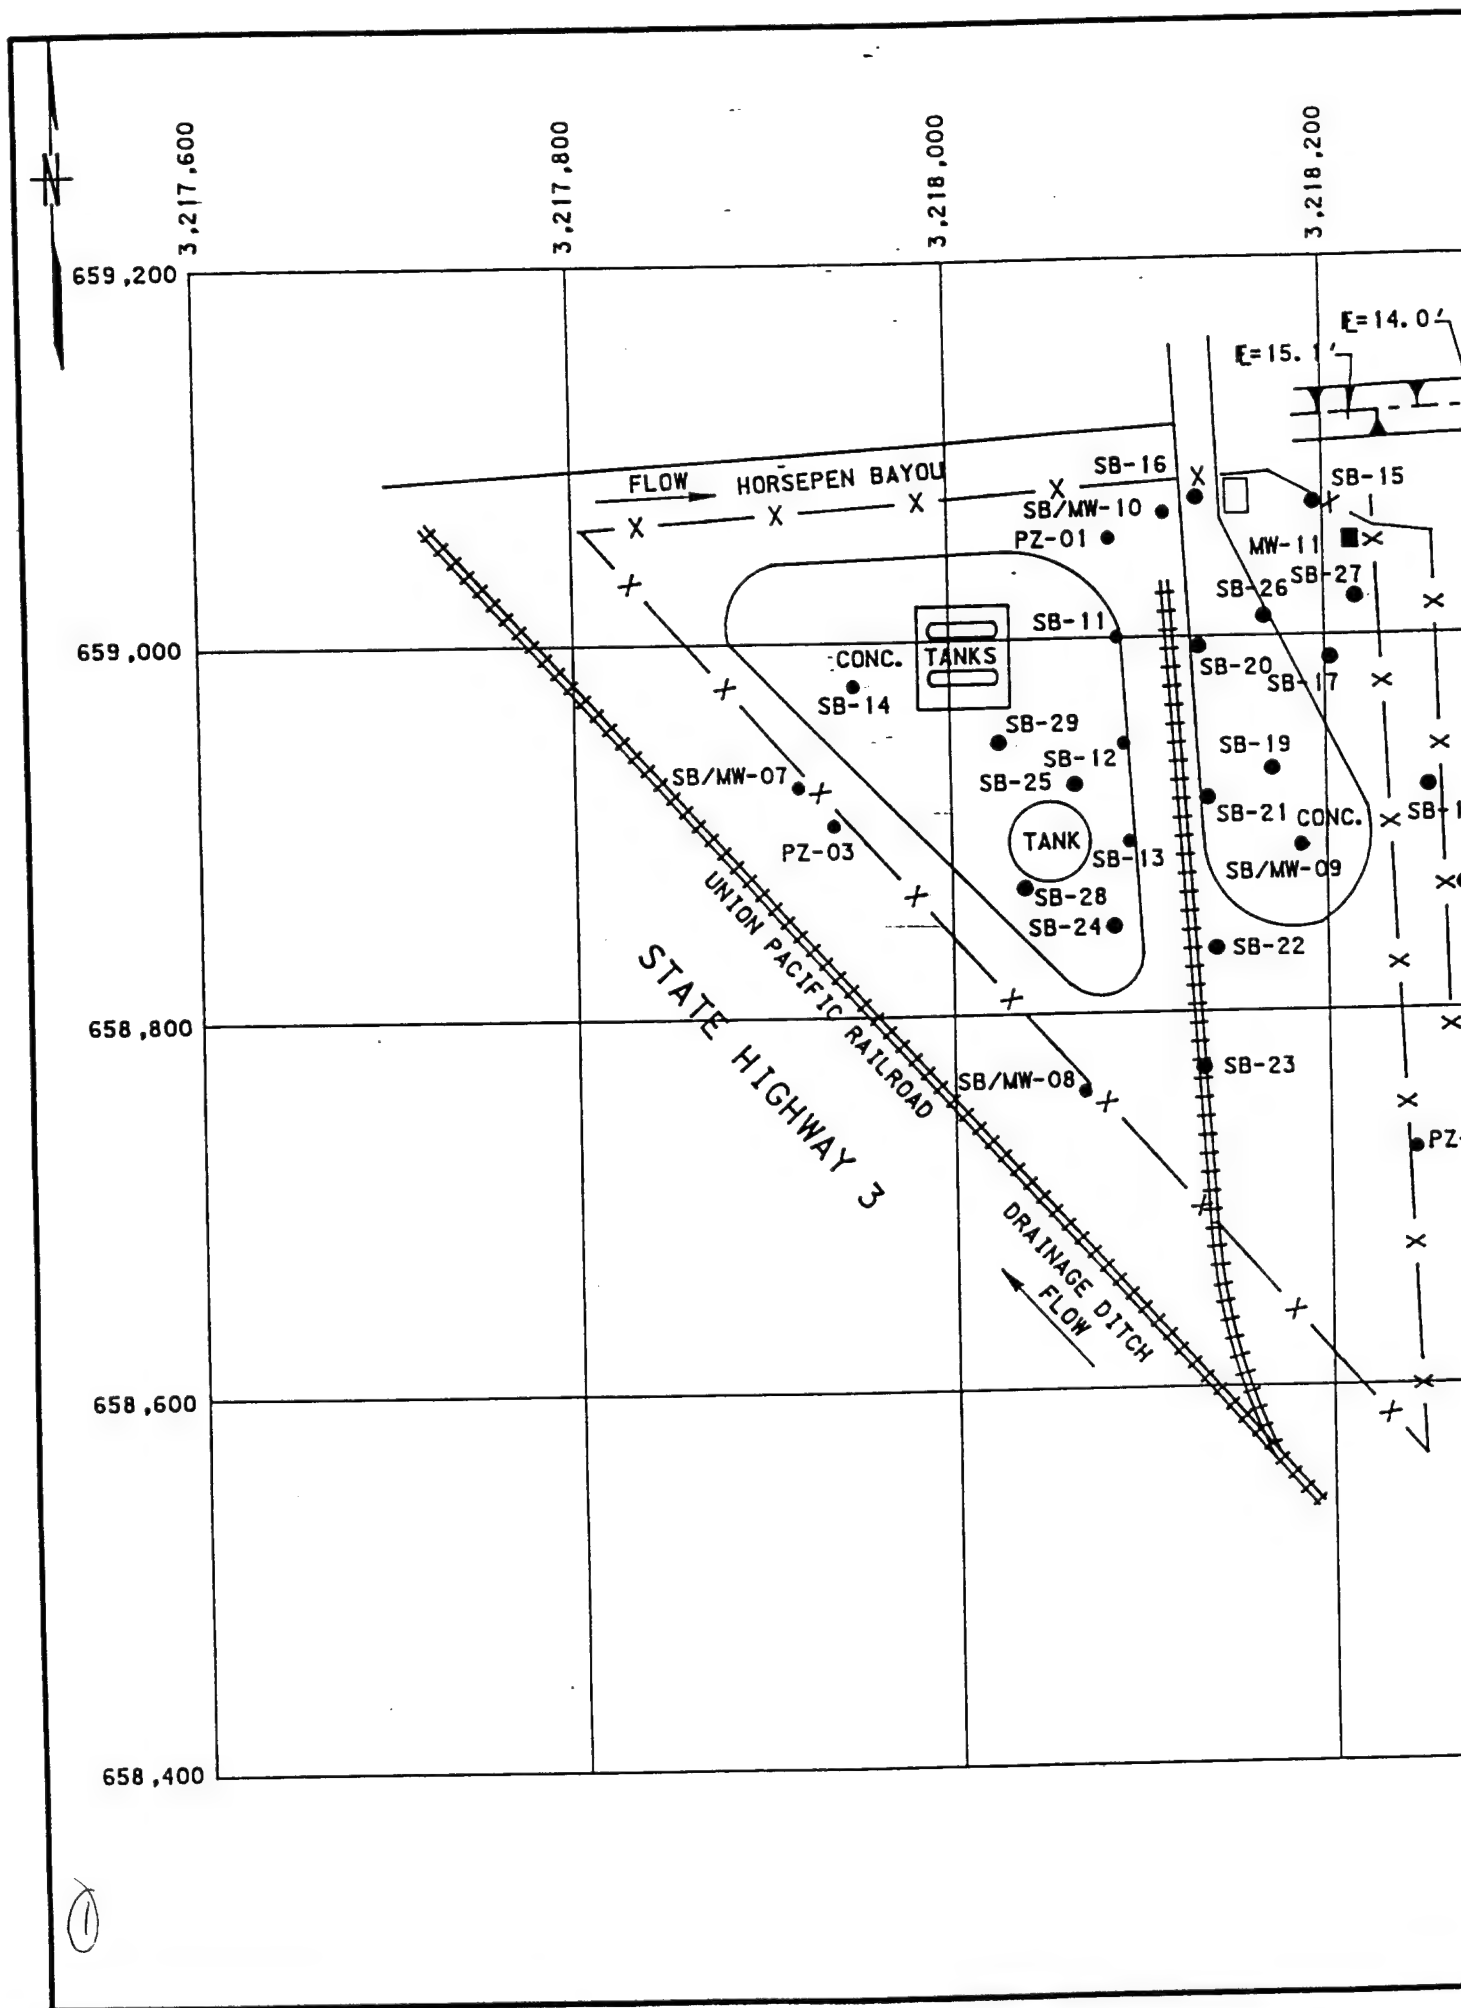 3,217,600
3,217,800
3,218,000
3,218,200
N
659,200
E=14.0'
E=15.1'
FLOW
HORSEPEN BAYOU
SB-16
X
SB-15
SB/MW-10
PZ-01
MW-11
SB-26
SB-27
SB-11
659,000
CONC.
TANKS
SB-20
SB-17
SB-14
SB-29
SB-12
SB-19
SB/MW-07
SB-25
SB-21
CONC.
SB-1
PZ-03
TANK
SB-13
SB/MW-09
SB-28
SB-24
SB-22
UNION PACIFIC RAILROAD
STATE HIGHWAY 3
658,800
SB/MW-08
SB-23
PZ-
DRAINAGE DITCH
FLOW
658,600
658,400
1